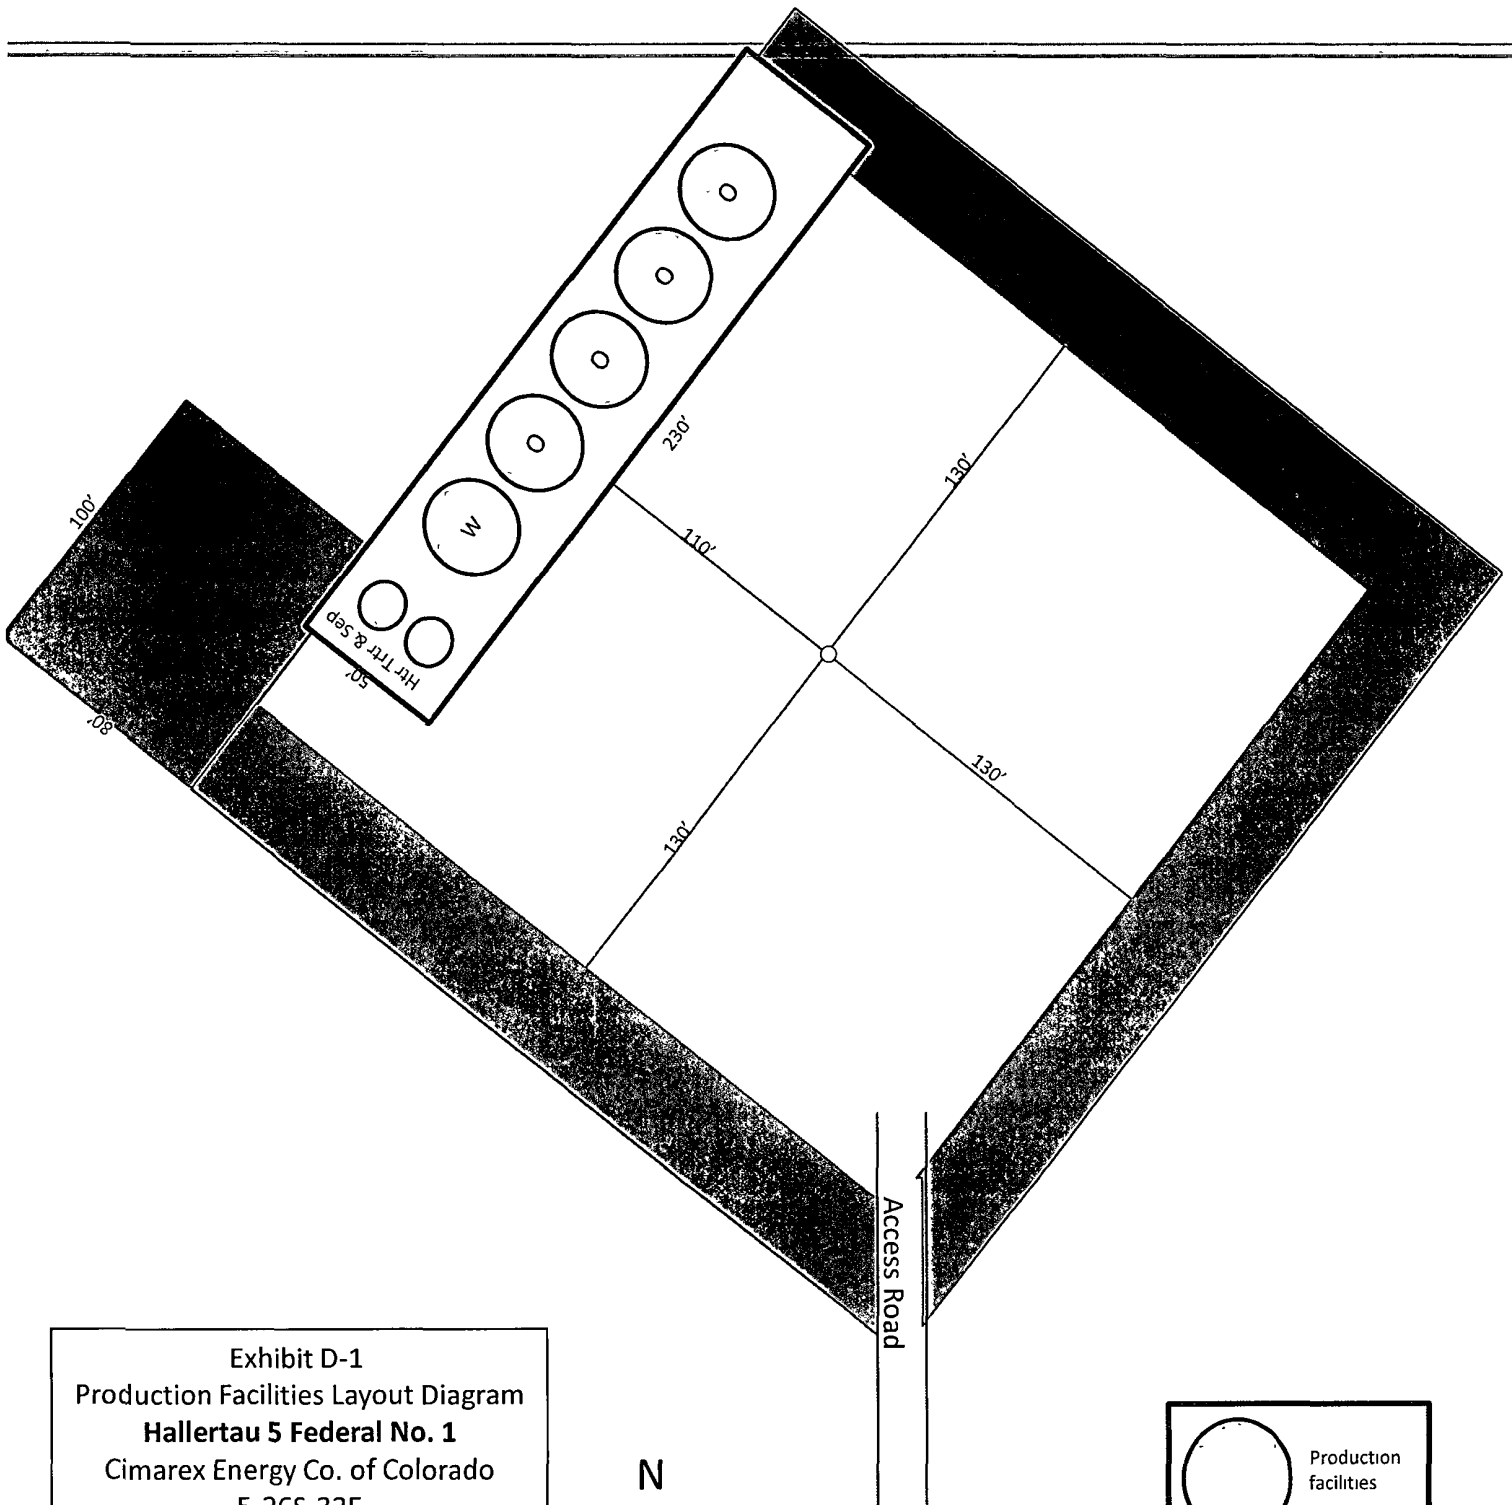 O
O
O
O
W
Htr Trtr & Sep
50'
230'
100'
80'
110'
130'
130'
130'
Access Road
Exhibit D-1
Production Facilities Layout Diagram
Hallertau 5 Federal No. 1
Cimarex Energy Co. of Colorado
N
Production
facilities